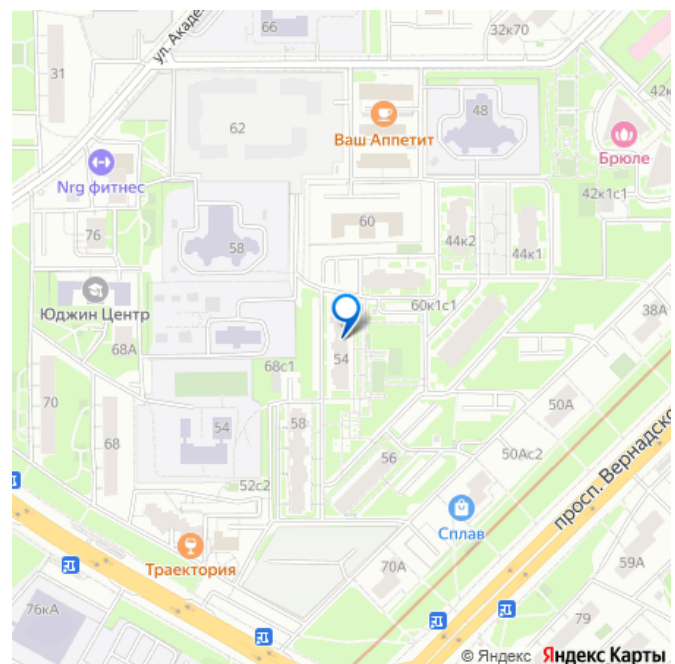 66
32к70
ул. Акаде
31
48
42к
62
Ваш Аппетит
Брюле
Nrg фитнес
42к1с1
60
76
58
44к2
44к1
Юджин Центр
60к1с1
38А
68А
54
68с1
70
50А
68
54
58
просп. Вернадско
56
50Ас2
52с2
Сплав
Траектория
70А
59А
76кА
79
© Яндекс Яндекс Карты